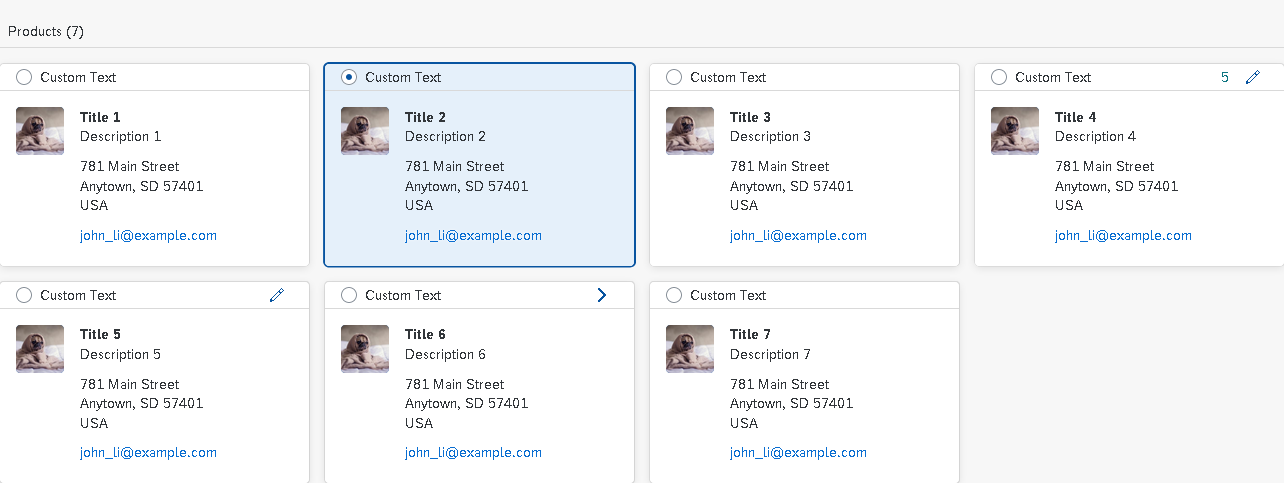 Products (7)
Custom Text
Title 1
Description 1
781 Main Street
Anytown, SD 57401
USA
john_li@example.com
Custom Text
Title 2
Description 2
781 Main Street
Anytown, SD 57401
USA
john_li@example.com
Custom Text
Title 3
Description 3
781 Main Street
Anytown, SD 57401
USA
john_li@example.com
Custom Text 5
Title 4
Description 4
781 Main Street
Anytown, SD 57401
USA
john_li@example.com
Custom Text
Title 5
Description 5
781 Main Street
Anytown, SD 57401
USA
john_li@example.com
Custom Text
Title 6
Description 6
781 Main Street
Anytown, SD 57401
USA
john_li@example.com
Custom Text
Title 7
Description 7
781 Main Street
Anytown, SD 57401
USA
john_li@example.com